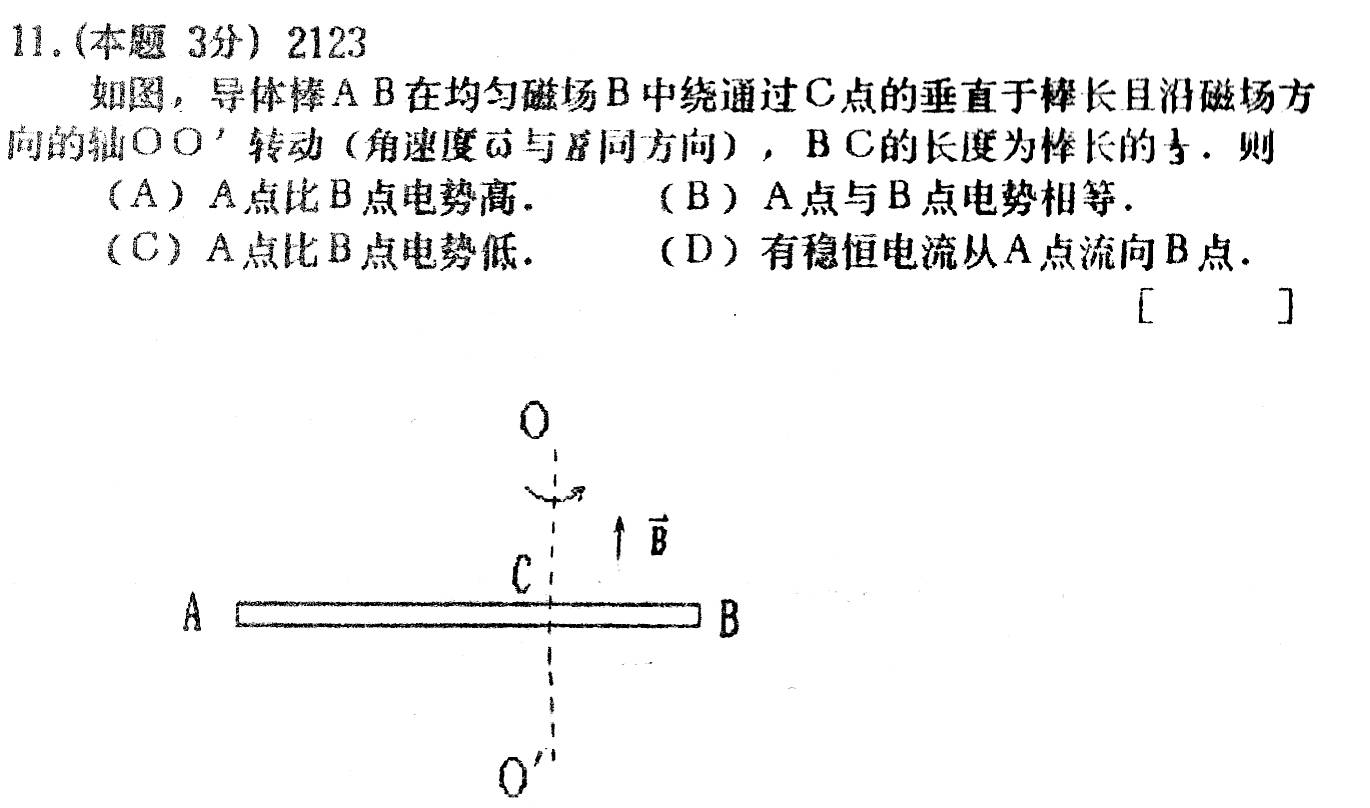 11.(本题 3分) 2123
如图，导体棒AB在均匀磁场B中绕通过C点的垂直于棒长且沿磁场方
向的轴OO′转动（角速度ω⃗与B⃗同方向），BC的长度为棒长的1/3．则
（A）A点比B点电势高． （B）A点与B点电势相等．
（C）A点比B点电势低． （D）有稳恒电流从A点流向B点．
[ ]
O
B⃗
C
A B
O′